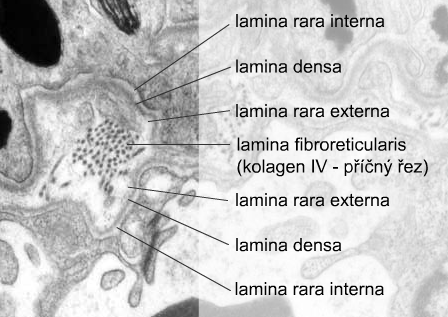 lamina rara interna
lamina densa
lamina rara externa
lamina fibroreticularis
(kolagen IV - příčný řez)
lamina rara externa
lamina densa
lamina rara interna